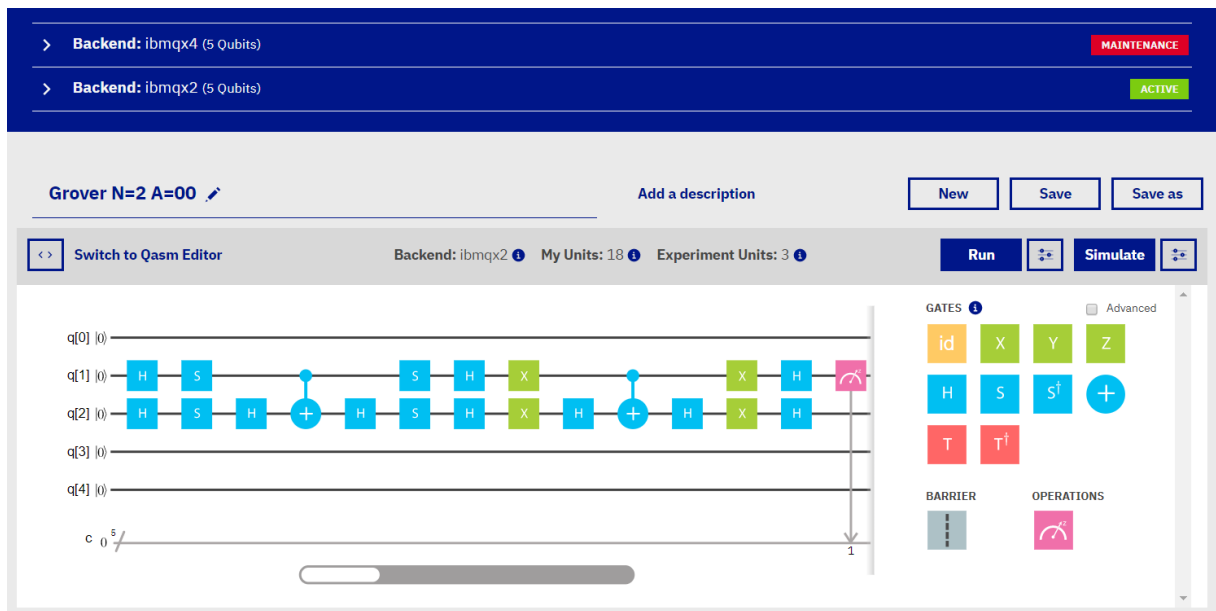 Backend: ibmqx4 (5 Qubits) MAINTENANCE
Backend: ibmqx2 (5 Qubits) ACTIVE
Grover N=2 A=00 Add a description New Save Save as
<> Switch to Qasm Editor Backend: ibmqx2 i My Units: 18 i Experiment Units: 3 i Run Simulate
GATES i Advanced
q[0] |0⟩
id X Y Z
q[1] |0⟩ H S S H X X H z
q[2] |0⟩ H S H + H S H X H + H X H
H S S† +
q[3] |0⟩
T T†
q[4] |0⟩
BARRIER OPERATIONS
c 0 5
z
1